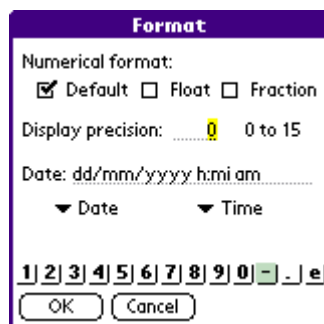 Format
Numerical format:
Default Float Fraction
Display precision: 0 0 to 15
Date: dd/mm/yyyy h:mi am
Date Time
1 2 3 4 5 6 7 8 9 0 - . e
OK Cancel